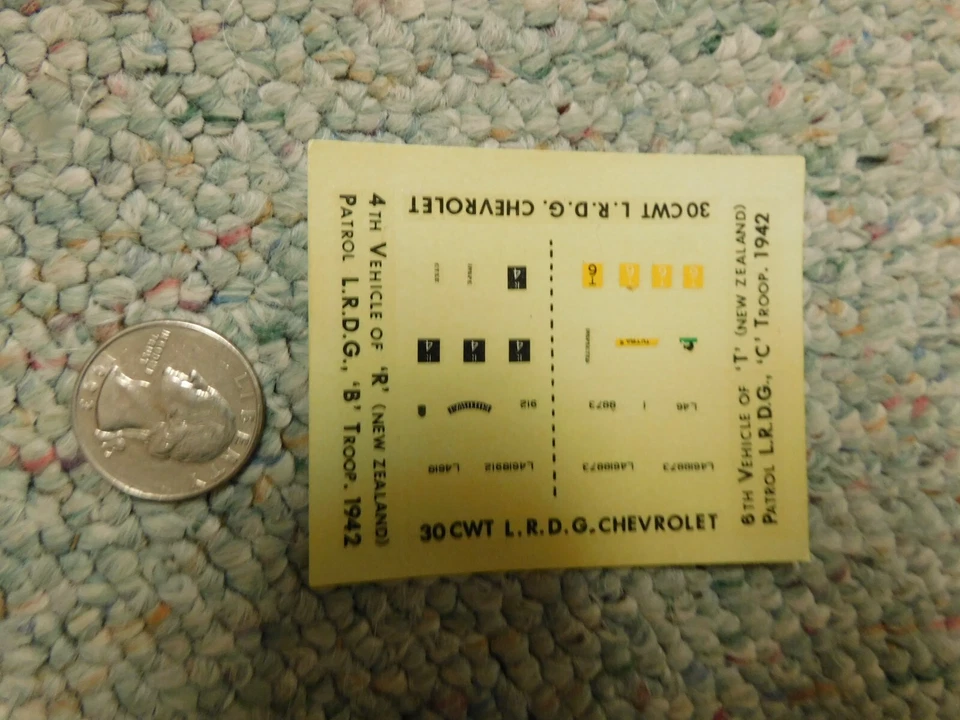 30 CWT L.R.D.G. CHEVROLET
4TH VEHICLE OF 'R' (NEW ZEALAND)
PATROL L.R.D.G., 'B' TROOP. 1942
6TH VEHICLE OF 'T' (NEW ZEALAND)
PATROL L.R.D.G., 'C' TROOP. 1942
912
8873
L46
L4618
L4618912
L4618873
L4618873
30 CWT L.R.D.G. CHEVROLET
LIBERTY